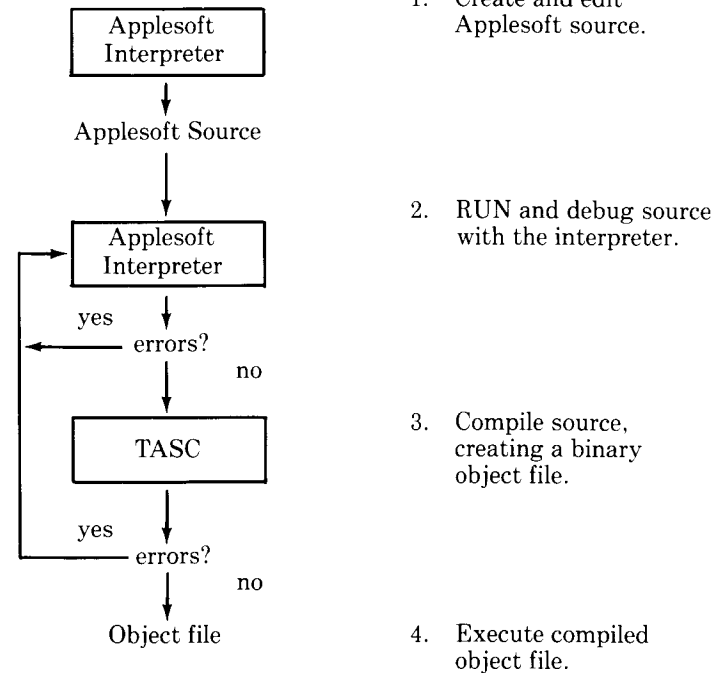 Applesoft
Interpreter
1. Create and edit
Applesoft source.
Applesoft Source
Applesoft
Interpreter
2. RUN and debug source
with the interpreter.
yes
errors?
no
TASC
3. Compile source,
creating a binary
object file.
yes
errors?
no
Object file
4. Execute compiled
object file.